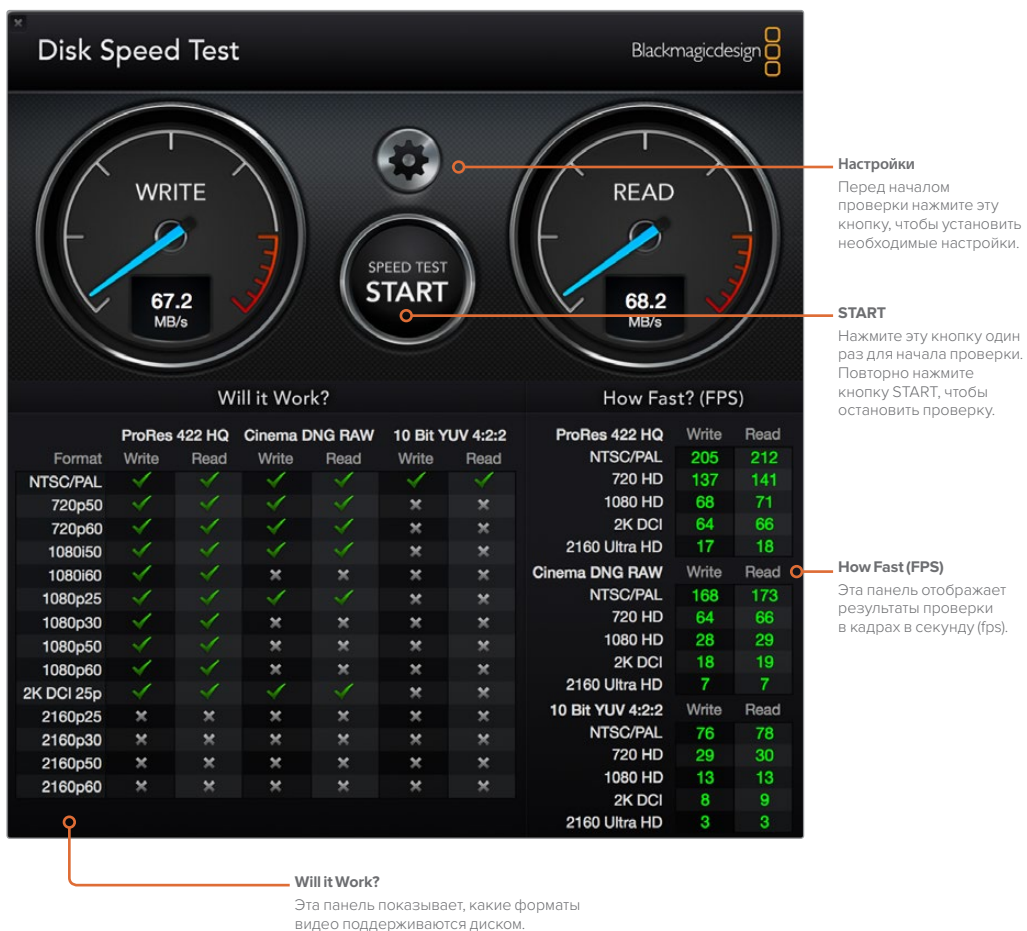 Disk Speed Test
Blackmagicdesign
WRITE
67.2
MB/s
SPEED TEST
START
READ
68.2
MB/s
Настройки
Перед началом
проверки нажмите эту
кнопку, чтобы установить
необходимые настройки.
START
Нажмите эту кнопку один
раз для начала проверки.
Повторно нажмите
кнопку START, чтобы
остановить проверку.
Will it Work?
ProRes 422 HQ Cinema DNG RAW 10 Bit YUV 4:2:2
Format Write Read Write Read Write Read
NTSC/PAL
720p50
720p60
1080i50
1080i60
1080p25
1080p30
1080p50
1080p60
2K DCI 25p
2160p25
2160p30
2160p50
2160p60
How Fast? (FPS)
ProRes 422 HQ Write Read
NTSC/PAL 205 212
720 HD 137 141
1080 HD 68 71
2K DCI 64 66
2160 Ultra HD 17 18
Cinema DNG RAW Write Read
NTSC/PAL 168 173
720 HD 64 66
1080 HD 28 29
2K DCI 18 19
2160 Ultra HD 7 7
10 Bit YUV 4:2:2 Write Read
NTSC/PAL 76 78
720 HD 29 30
1080 HD 13 13
2K DCI 8 9
2160 Ultra HD 3 3
How Fast (FPS)
Эта панель отображает
результаты проверки
в кадрах в секунду (fps).
Will it Work?
Эта панель показывает, какие форматы
видео поддерживаются диском.